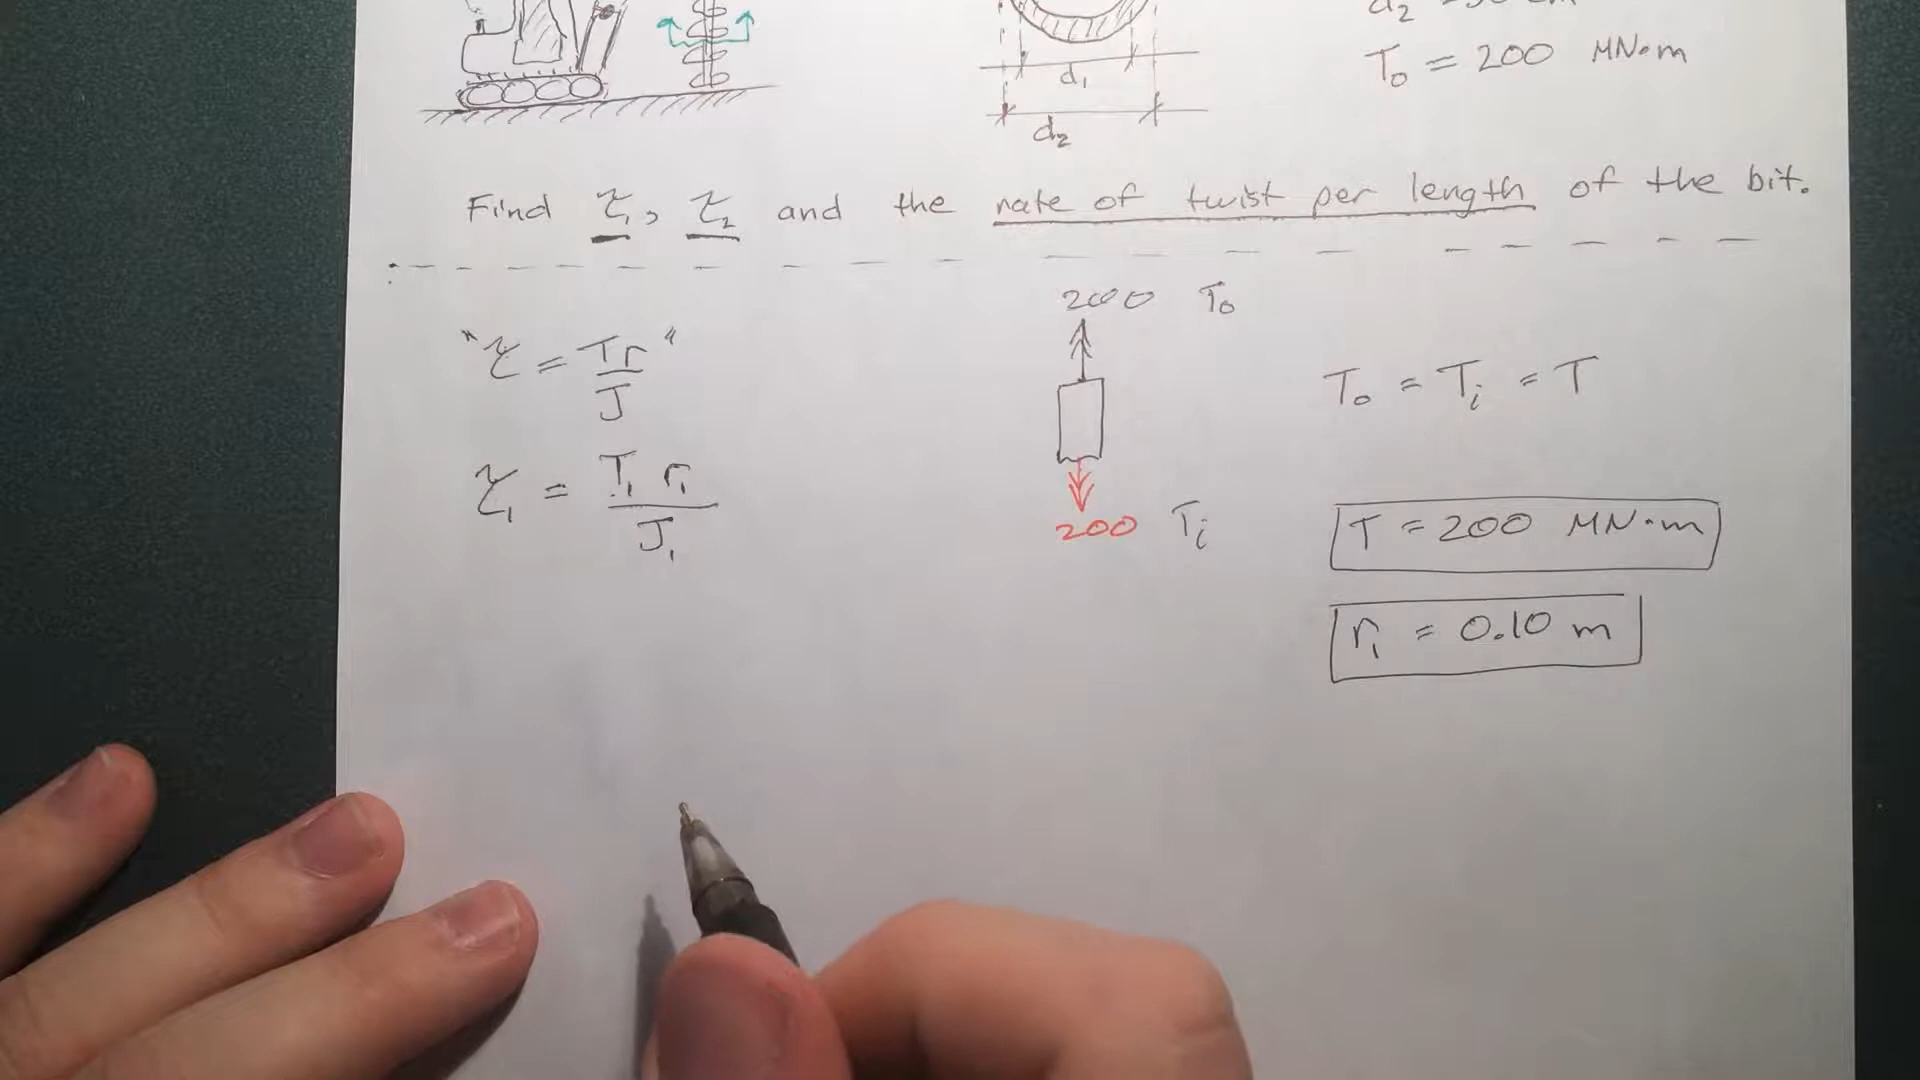 T₀ = 200 MN·m
d₁
d₂
Find τ₁, τ₂ and the rate of twist per length of the bit.
200 T₀
"τ = Tr/J"
T₀ = Tᵢ = T
τ₁ = T₁ r₁ / J₁
200 Tᵢ
T = 200 MN·m
r₁ = 0.10 m